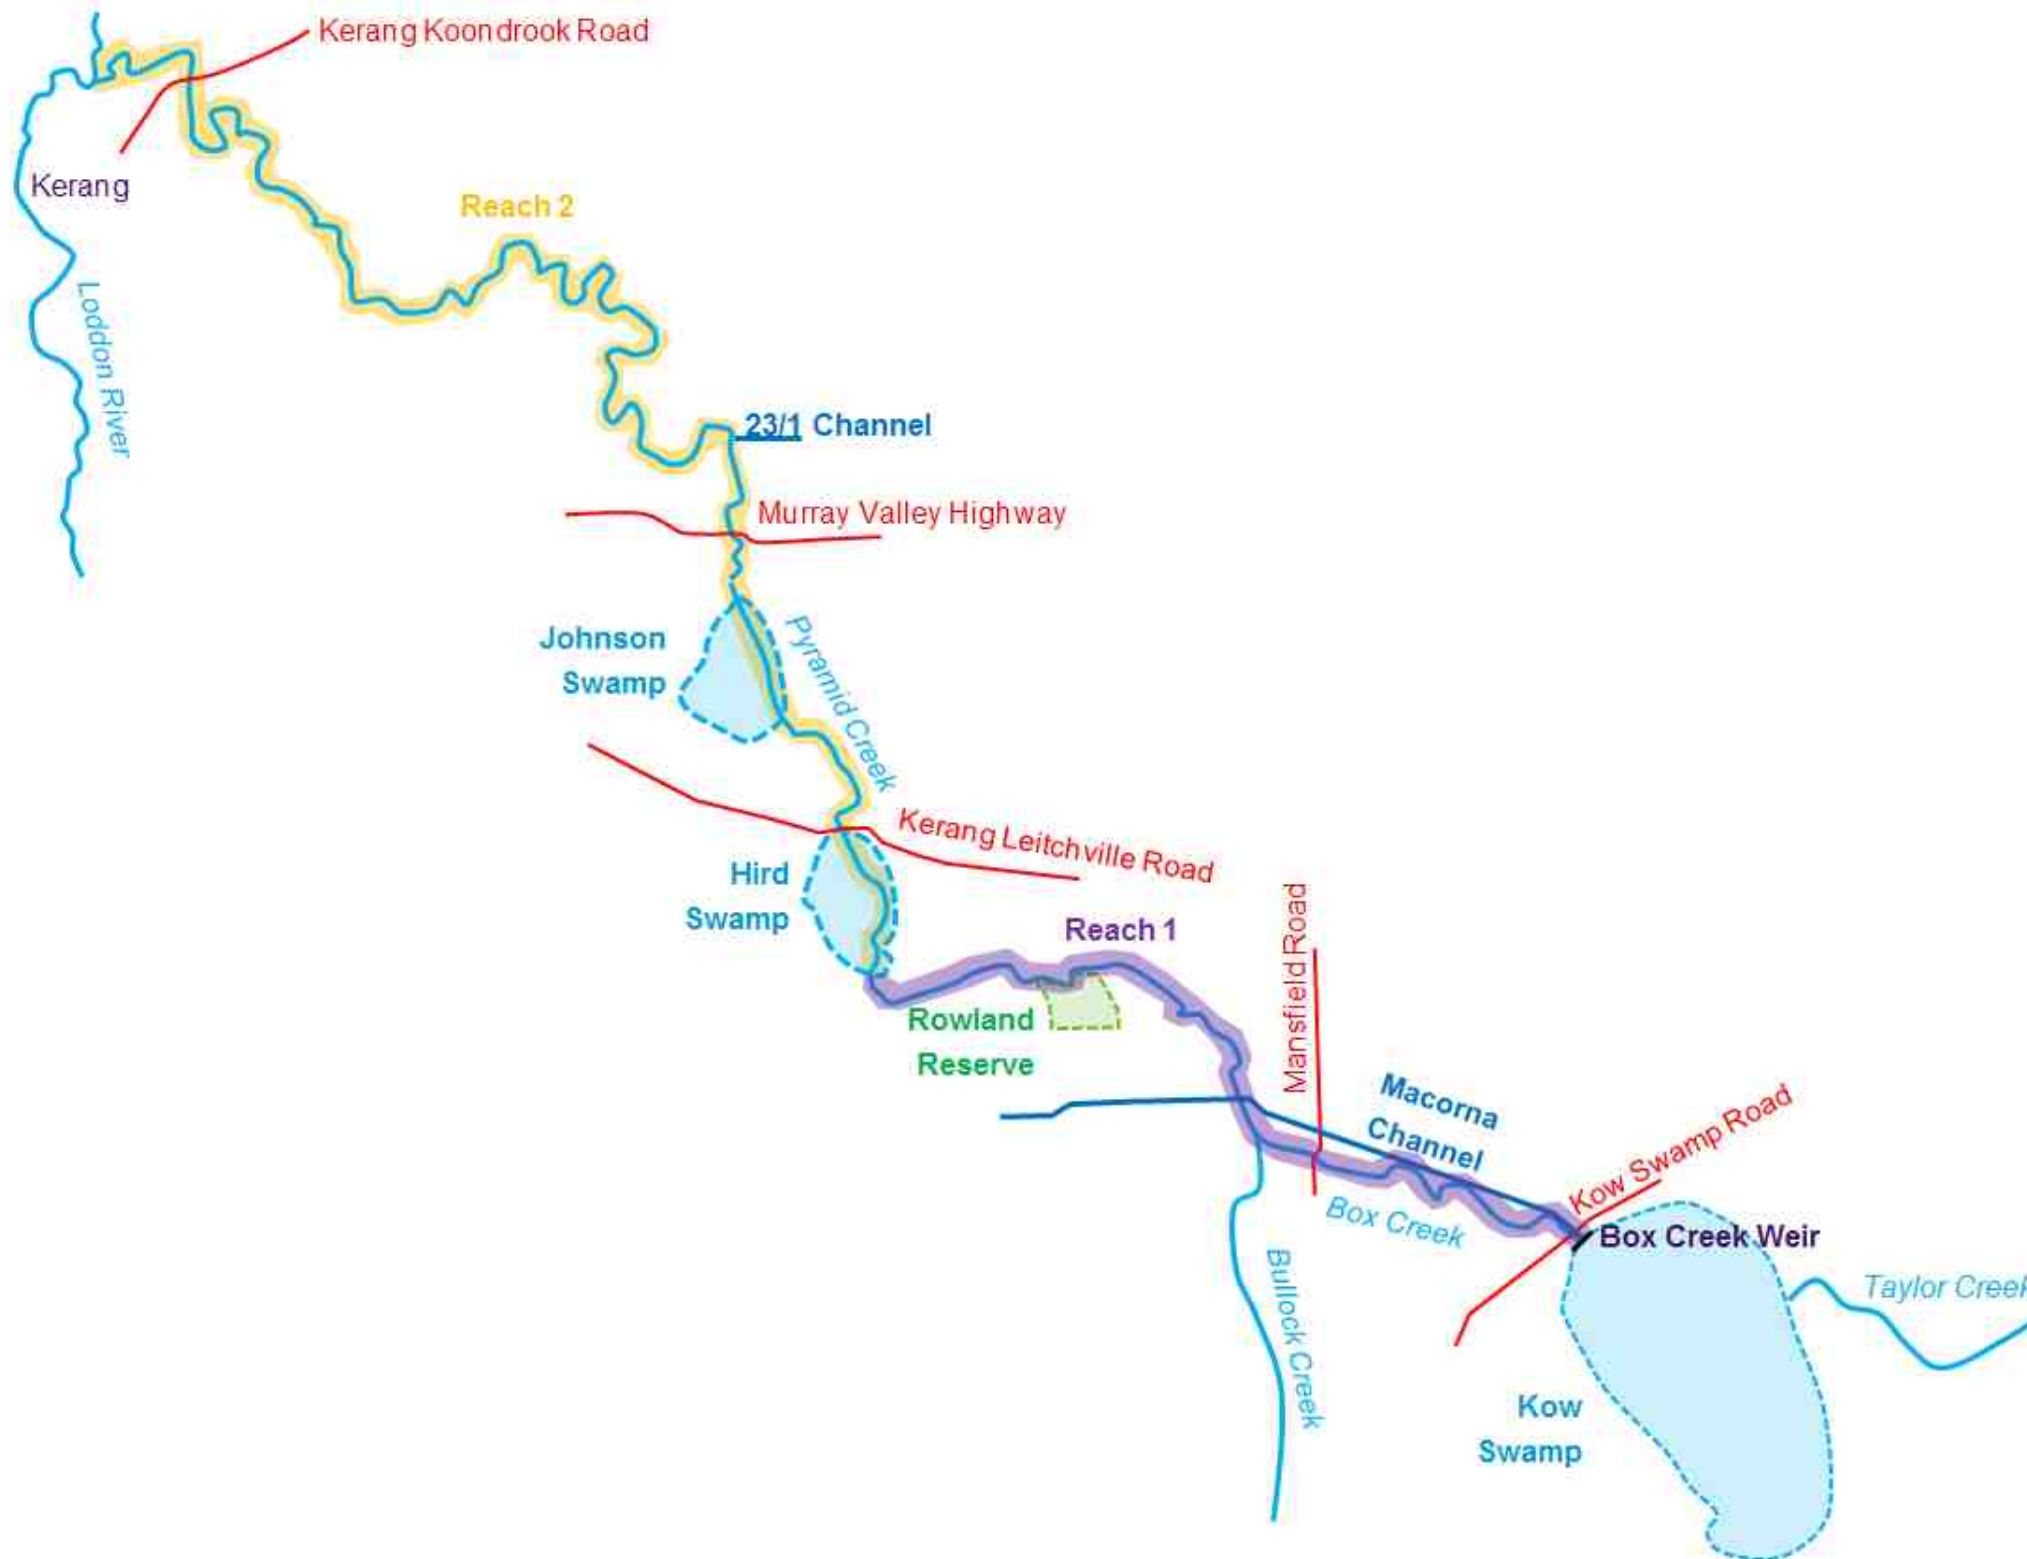 Kerang Koondrook Road
Kerang
Reach 2
Loddon River
23/1 Channel
Murray Valley Highway
Johnson
Swamp
Pyramid Creek
Kerang Leitchville Road
Hird
Swamp
Reach 1
Mansfield Road
Rowland
Reserve
Macorna
Channel
Kow Swamp Road
Box Creek
Box Creek Weir
Bullock Creek
Taylor Creek
Kow
Swamp